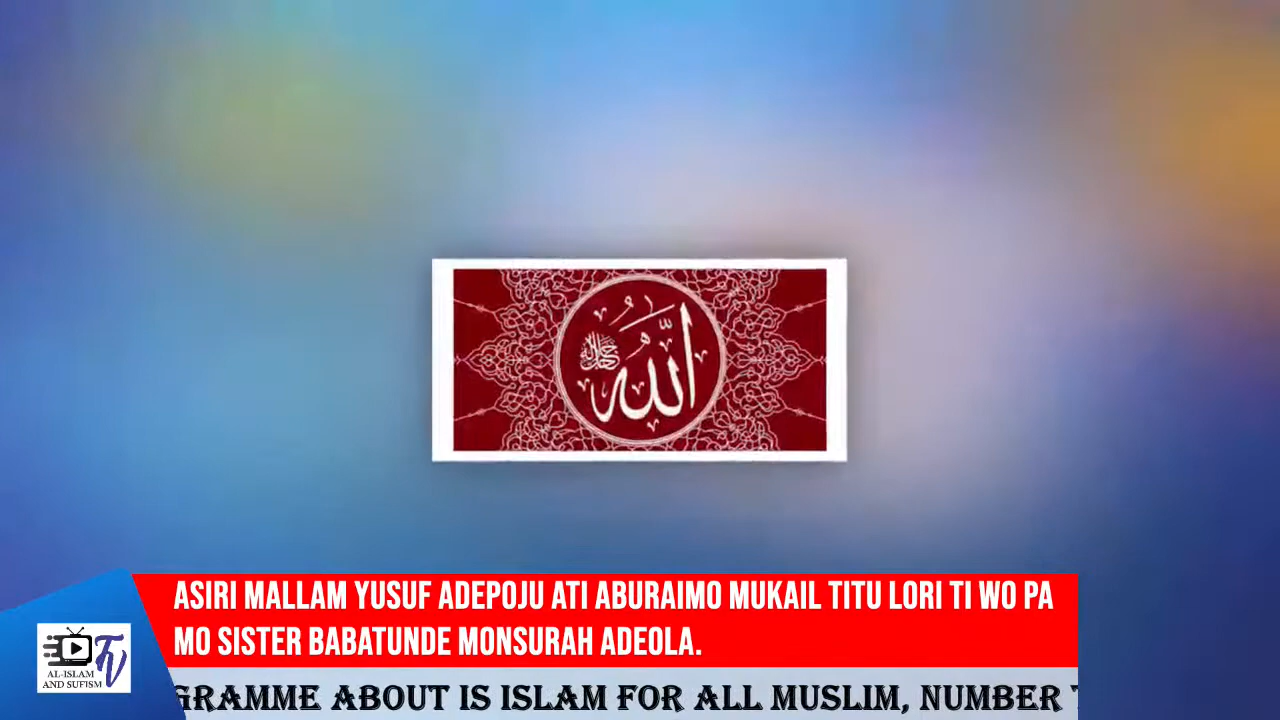 الله
جل جلاله
ASIRI MALLAM YUSUF ADEPOJU ATI ABURAIMO MUKAIL TITU LORI TI WO PA
MO SISTER BABATUNDE MONSURAH ADEOLA.
TV
AL-ISLAM
AND SUFISM
GRAMME ABOUT IS ISLAM FOR ALL MUSLIM, NUMBER